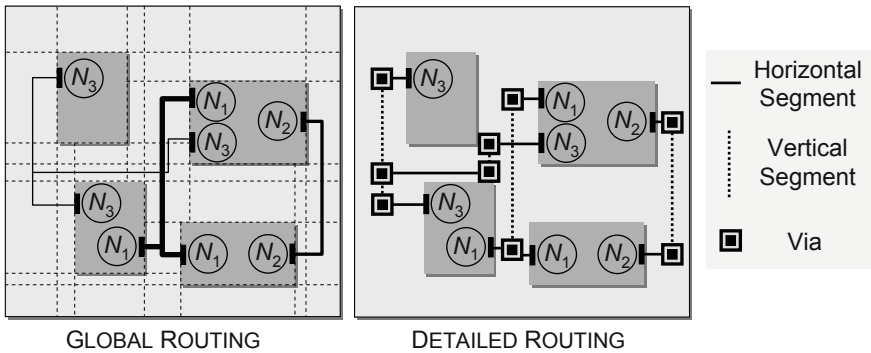 N3
N1
N2
N3
N3
N1
N1
N2
GLOBAL ROUTING
N3
N1
N2
N3
N3
N1
N1
N2
DETAILED ROUTING
Horizontal
Segment
Vertical
Segment
Via